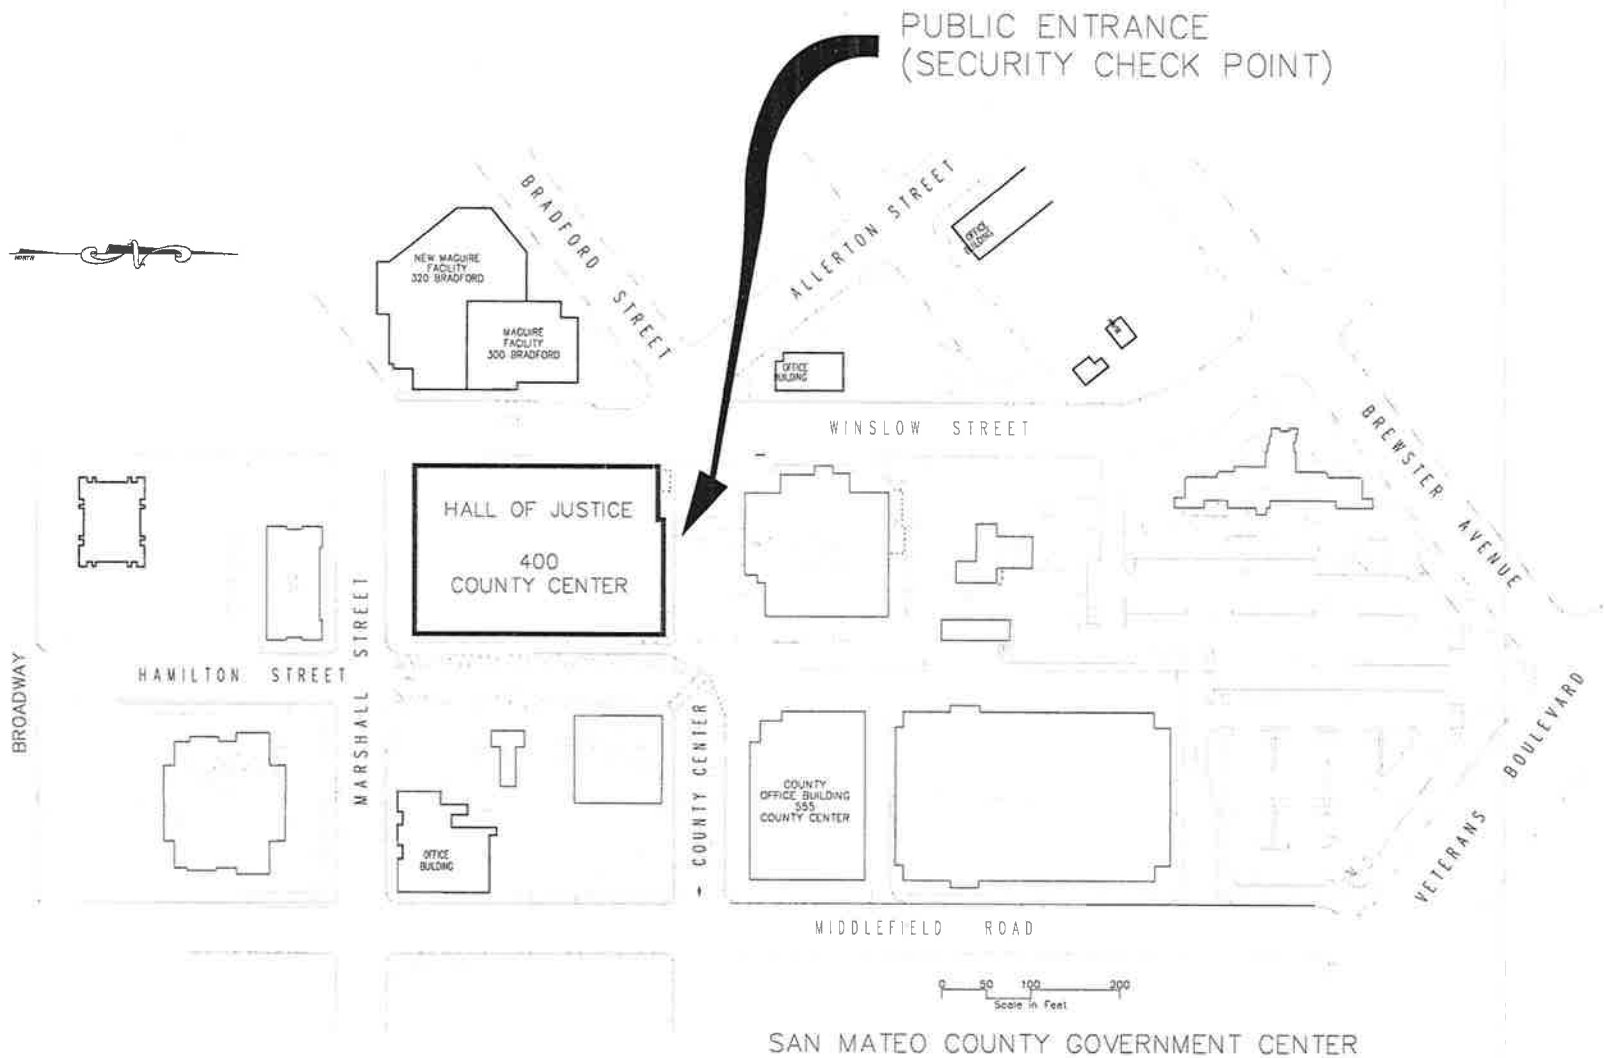 PUBLIC ENTRANCE
(SECURITY CHECK POINT)
BRADFORD STREET
ALLERTON STREET
OFFICE
BUILDING
NORTH
NEW MAGUIRE
FACILITY
320 BRADFORD
MAGUIRE
FACILITY
300 BRADFORD
OFFICE
BUILDING
WINSLOW STREET
BREWSTER AVENUE
HALL OF JUSTICE
400
COUNTY CENTER
MARSHALL STREET
HAMILTON STREET
BROADWAY
COUNTY CENTER
COUNTY
OFFICE BUILDING
555
COUNTY CENTER
OFFICE
BUILDING
VETERANS BOULEVARD
MIDDLEFIELD ROAD
0 50 100 200
Scale in Feet
SAN MATEO COUNTY GOVERNMENT CENTER